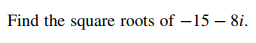 Find the square roots of −15 − 8i.